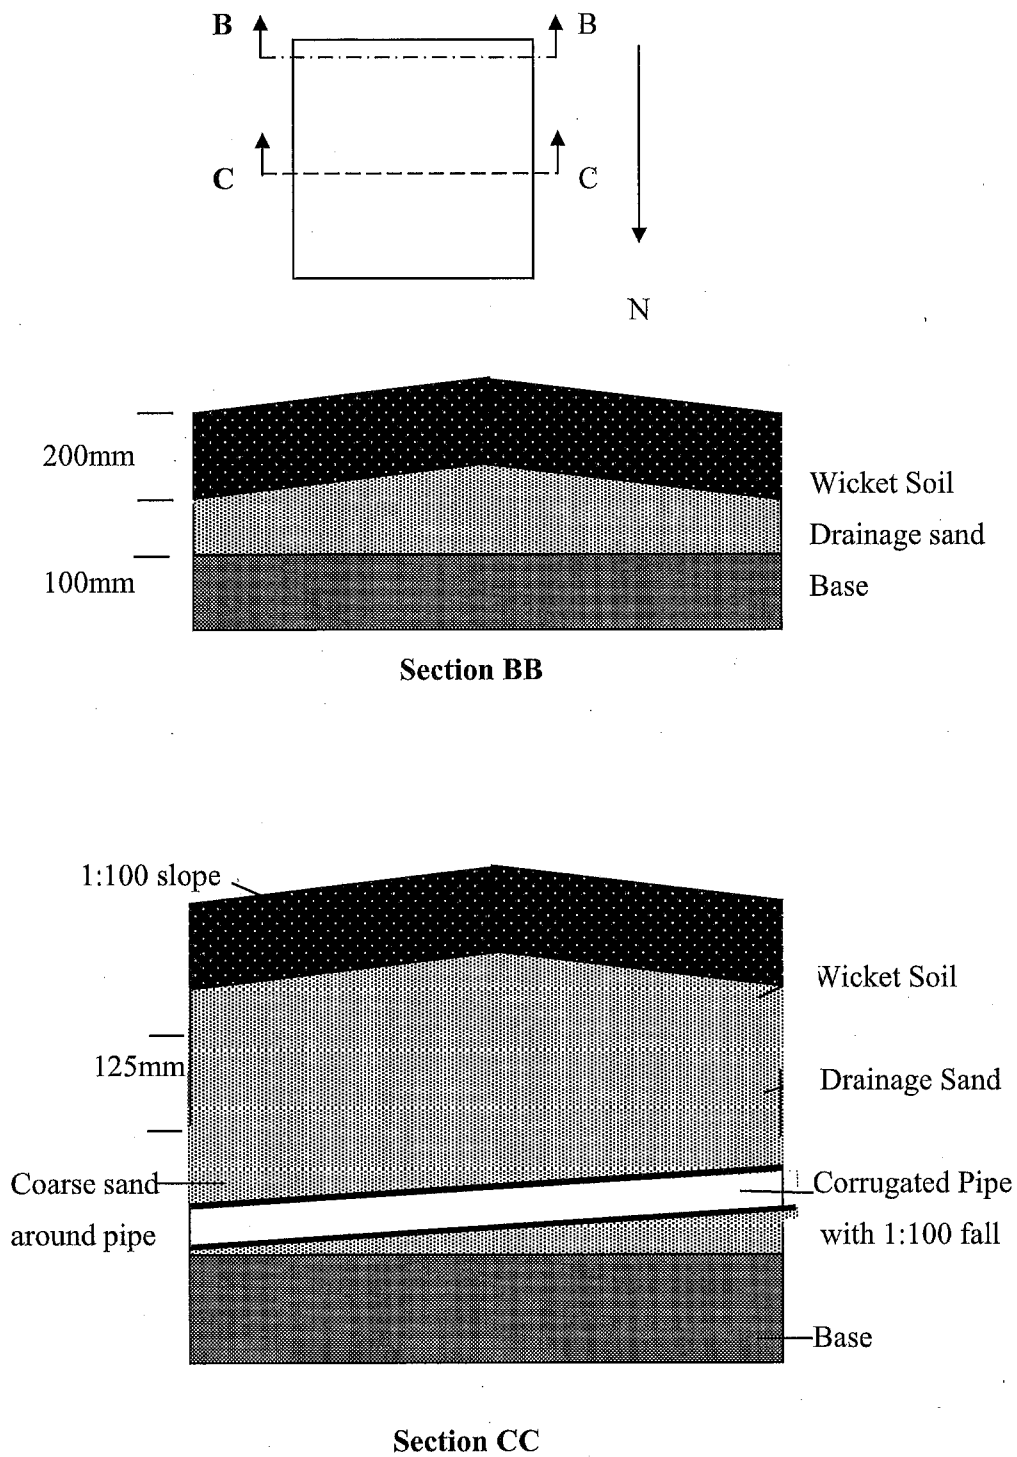 B B
C C
N
200mm
Wicket Soil
Drainage sand
100mm
Base
Section BB
1:100 slope
Wicket Soil
125mm
Drainage Sand
Coarse sand
around pipe
Corrugated Pipe
with 1:100 fall
Base
Section CC